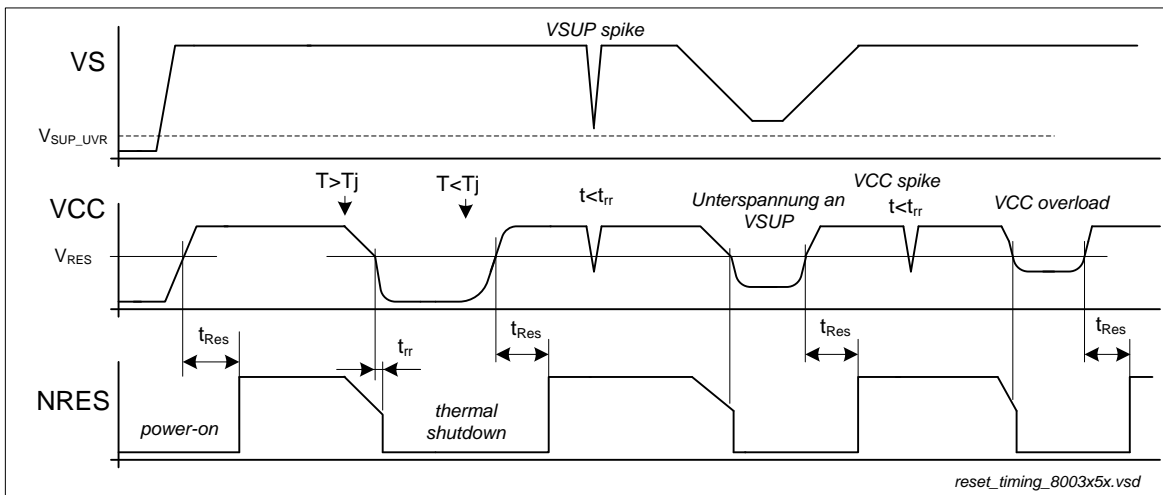 VSUP spike
VS
VSUP_UVR
T>Tj
T<Tj
VCC
t<trr
Unterspannung an
VSUP
VCC spike
t<trr
VCC overload
VRES
tRes
trr
tRes
tRes
tRes
NRES
power-on
thermal
shutdown
reset_timing_8003x5x.vsd